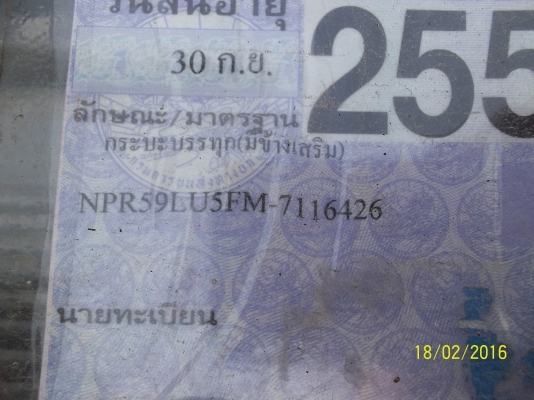 วันสิ้นอายุ
30 ก.ย.
255
ลักษณะ/มาตรฐาน
กระบะบรรทุก(มีข้างเสริม)
NPR59LU5FM-7116426
นายทะเบียน
18/02/2016